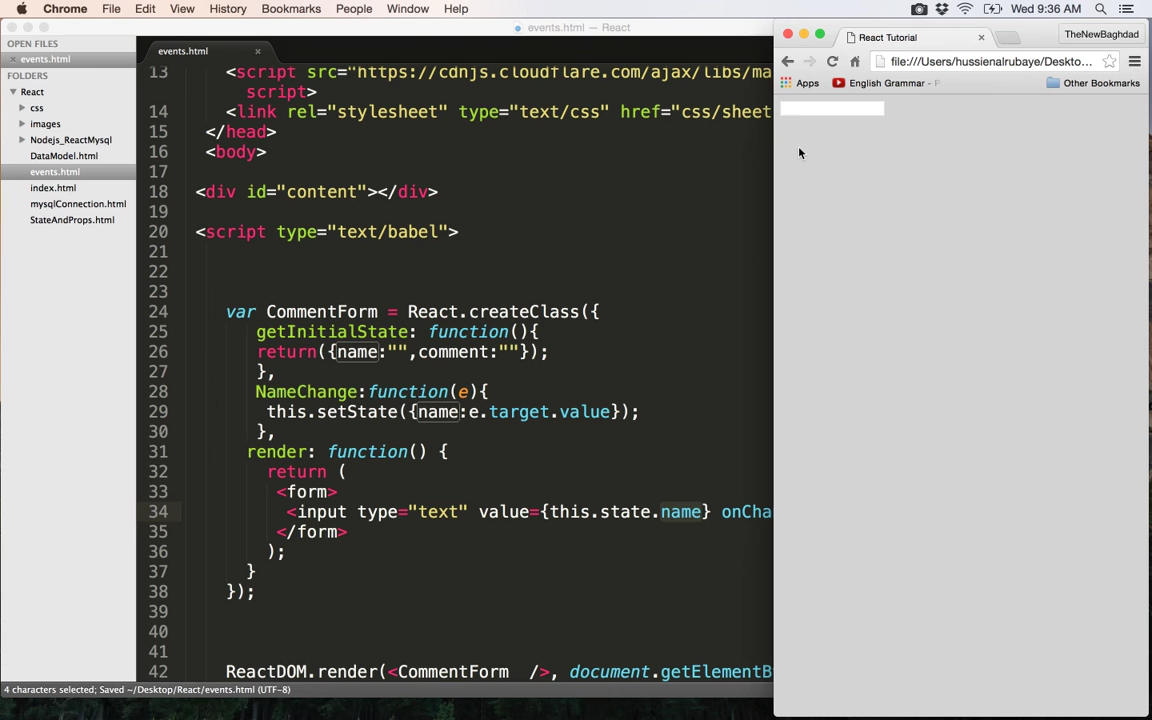 Chrome File Edit View History Bookmarks People Window Help Wed 9:36 AM
events.html — React
OPEN FILES
events.html
FOLDERS
React
css
images
Nodejs_ReactMysql
DataModel.html
events.html
index.html
mysqlConnection.html
StateAndProps.html
events.html
13 <script src="https://cdnjs.cloudflare.com/ajax/libs/ma
script>
14 <link rel="stylesheet" type="text/css" href="css/sheet
15 </head>
16 <body>
17
18 <div id="content"></div>
19
20 <script type="text/babel">
21
22
23
24 var CommentForm = React.createClass({
25 getInitialState: function(){
26 return({name:"",comment:""});
27 },
28 NameChange:function(e){
29 this.setState({name:e.target.value});
30 },
31 render: function() {
32 return (
33 <form>
34 <input type="text" value={this.state.name} onCha
35 </form>
36 );
37 }
38 });
39
40
41
42 ReactDOM.render(<CommentForm />, document.getElementB
4 characters selected; Saved ~/Desktop/React/events.html (UTF-8)
React Tutorial
TheNewBaghdad
file:///Users/hussienalrubaye/Deskto...
Apps English Grammar - Other Bookmarks